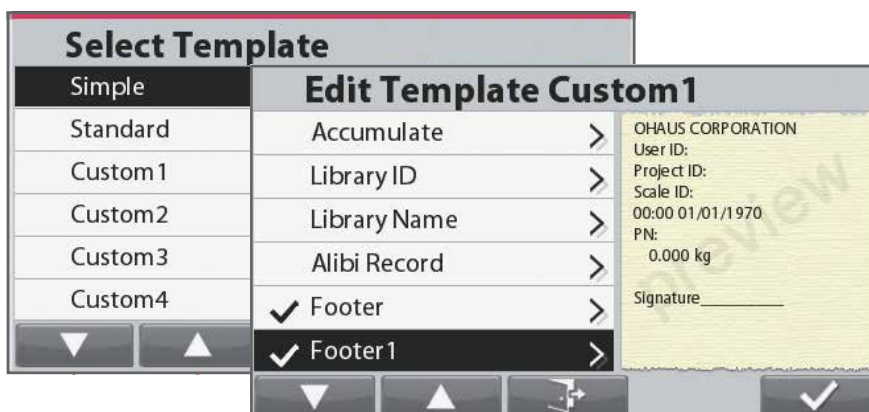 Select Template
Simple
Standard
Custom1
Custom2
Custom3
Custom4
Edit Template Custom1
Accumulate
Library ID
Library Name
Alibi Record
Footer
Footer1
OHAUS CORPORATION
User ID:
Project ID:
Scale ID:
00:00 01/01/1970
PN:
0.000 kg
Signature__________
preview